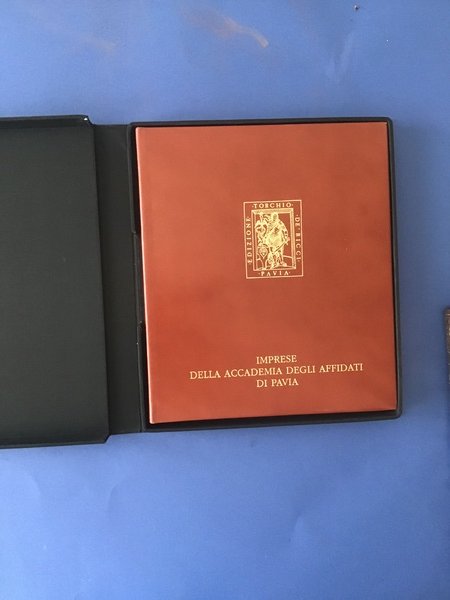 TORCHIO
EDIZIONE
DE' RICCI
PAVIA
IMPRESE
DELLA ACCADEMIA DEGLI AFFIDATI
DI PAVIA